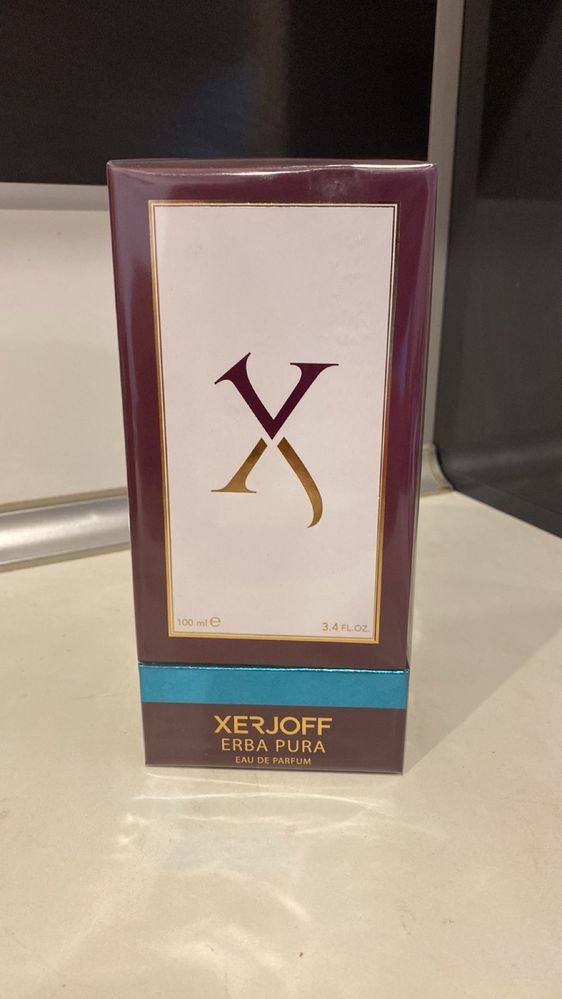 X
100 ml ℮
3.4 FL.OZ.
XERJOFF
ERBA PURA
EAU DE PARFUM